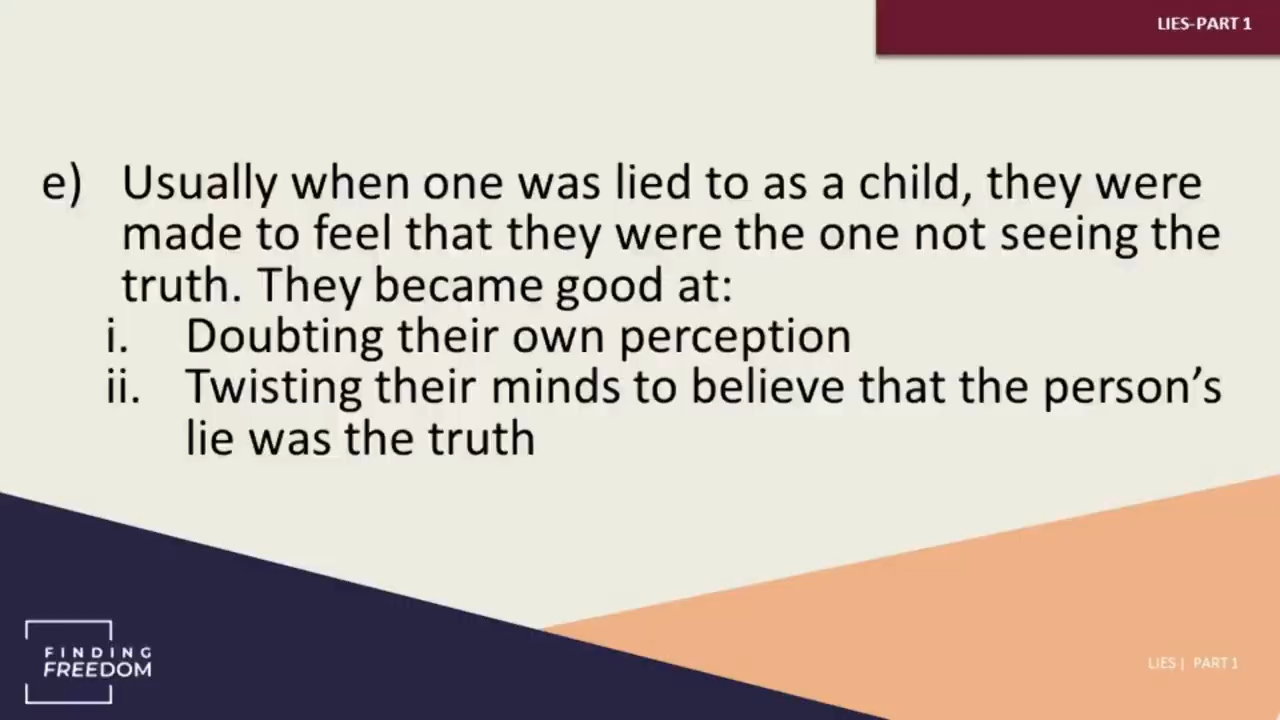 LIES-PART 1
e) Usually when one was lied to as a child, they were
made to feel that they were the one not seeing the
truth. They became good at:
i. Doubting their own perception
ii. Twisting their minds to believe that the person’s
lie was the truth
FINDING
FREEDOM
LIES | PART 1